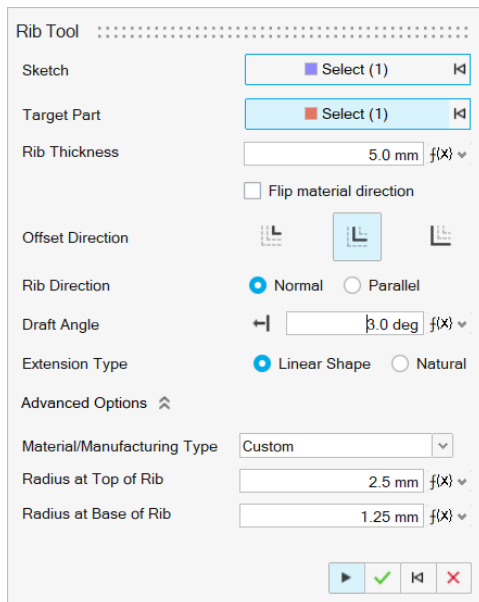 Rib Tool
Sketch Select (1)
Target Part Select (1)
Rib Thickness 5.0 mm f(x)
Flip material direction
Offset Direction
Rib Direction Normal Parallel
Draft Angle 3.0 deg f(x)
Extension Type Linear Shape Natural
Advanced Options
Material/Manufacturing Type Custom
Radius at Top of Rib 2.5 mm f(x)
Radius at Base of Rib 1.25 mm f(x)